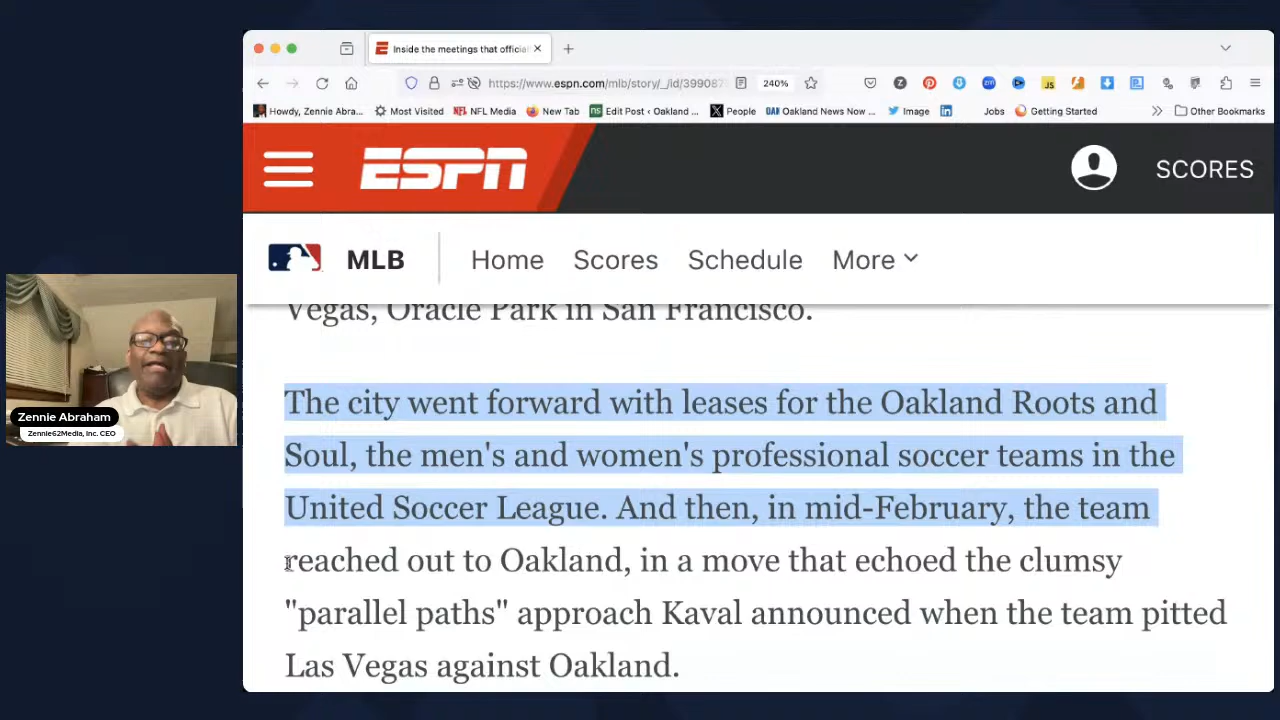 Inside the meetings that officia
https://www.espn.com/mlb/story/_/id/39908
240%
Howdy, Zennie Abra...
Most Visited
NFL Media
New Tab
Edit Post ‹ Oakland ...
People
Oakland News Now ...
Image
Jobs
Getting Started
Other Bookmarks
ESPN
SCORES
MLB
Home
Scores
Schedule
More
Vegas, Oracle Park in San Francisco.
The city went forward with leases for the Oakland Roots and
Soul, the men's and women's professional soccer teams in the
United Soccer League. And then, in mid-February, the team
reached out to Oakland, in a move that echoed the clumsy
"parallel paths" approach Kaval announced when the team pitted
Las Vegas against Oakland.
Zennie Abraham
Zennie62Media, Inc. CEO